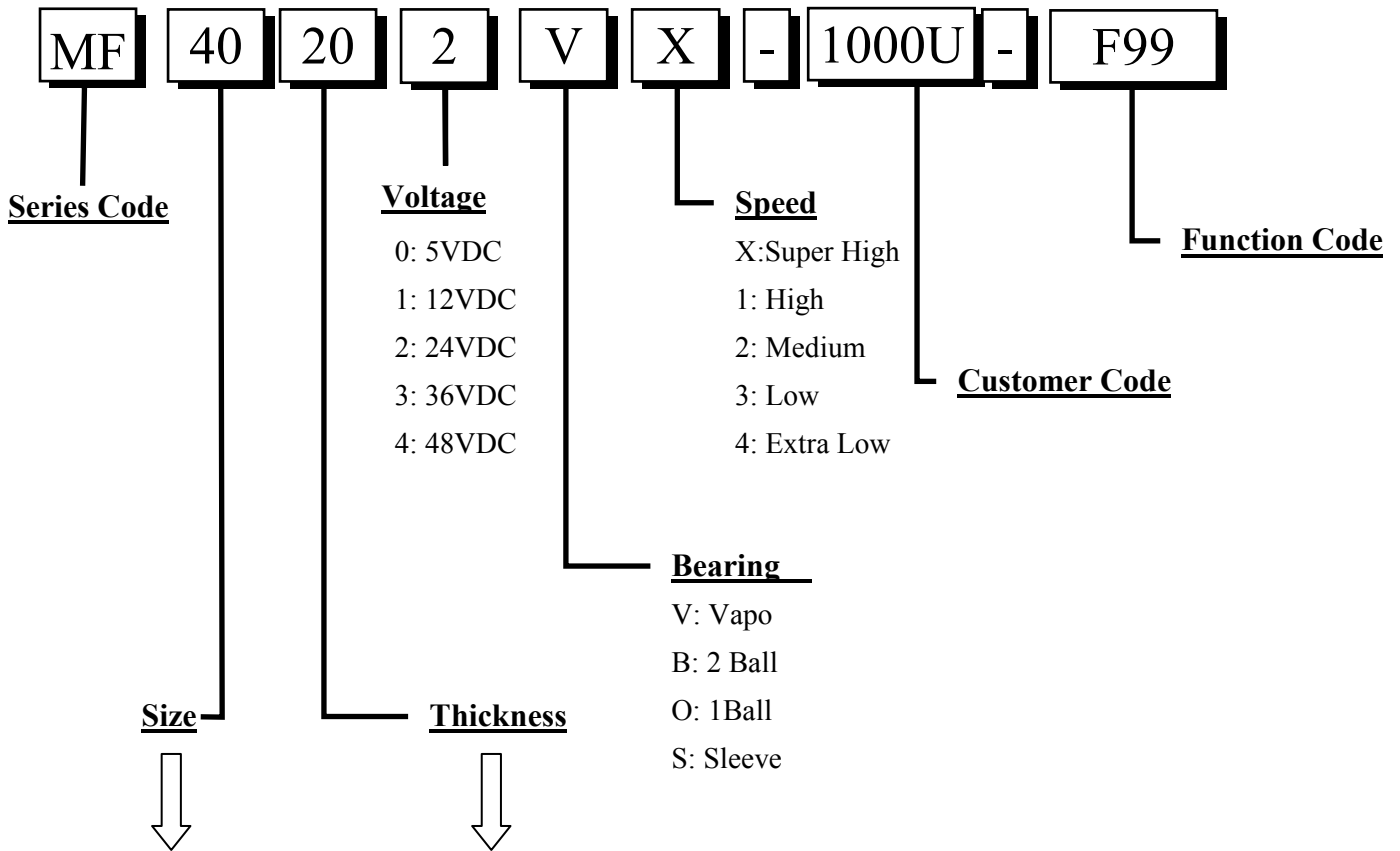 MF 40 20 2 V X - 1000U - F99
Series Code
Voltage
0: 5VDC
1: 12VDC
2: 24VDC
3: 36VDC
4: 48VDC
Speed
X:Super High
1: High
2: Medium
3: Low
4: Extra Low
Function Code
Customer Code
Bearing
V: Vapo
B: 2 Ball
O: 1Ball
S: Sleeve
Size
Thickness